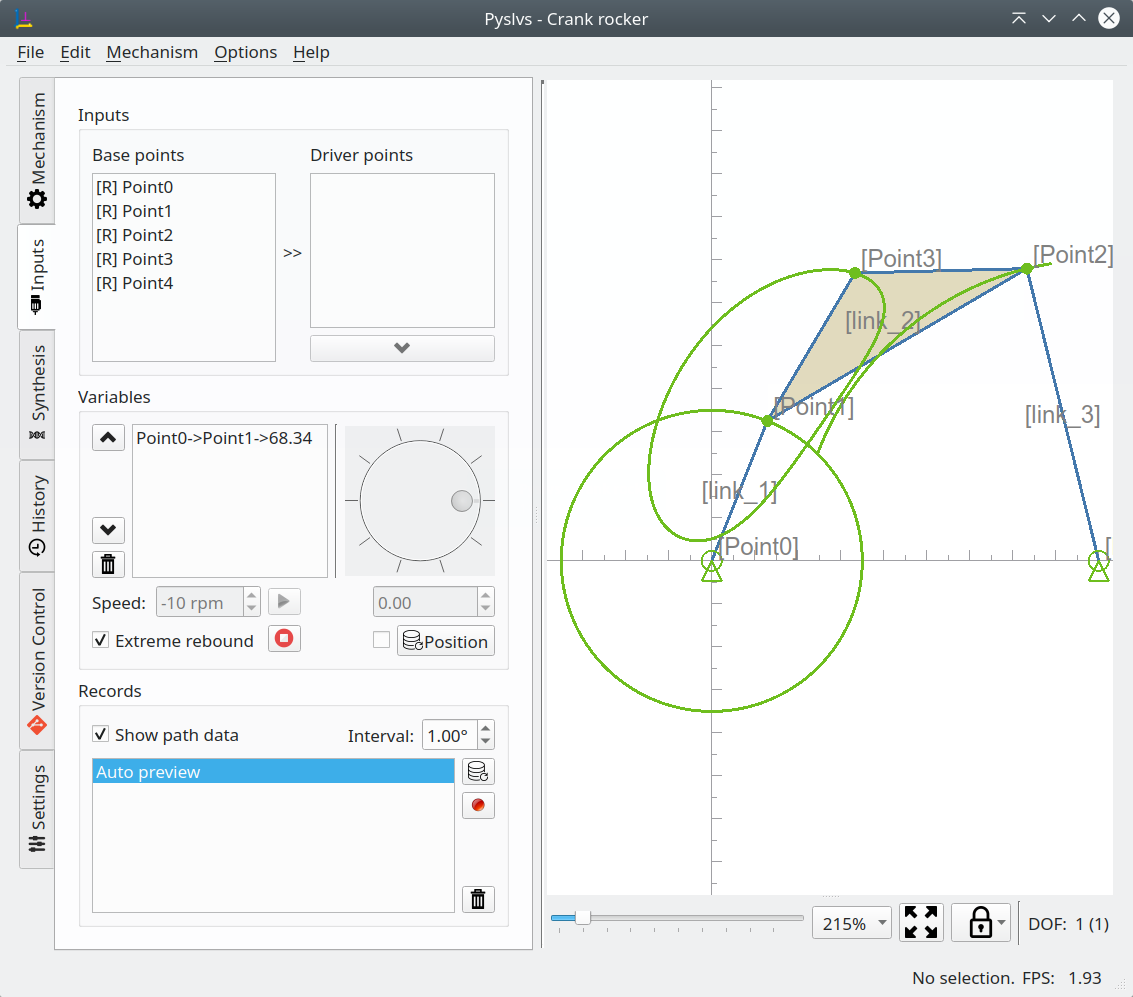 Pyslvs - Crank rocker
File Edit Mechanism Options Help
Mechanism
Inputs
Synthesis
History
Version Control
Settings
Inputs
Base points
[R] Point0
[R] Point1
[R] Point2
[R] Point3
[R] Point4
>>
Driver points
Variables
Point0->Point1->68.34
Speed: -10 rpm
0.00
Extreme rebound
Position
Records
Show path data
Interval: 1.00°
Auto preview
[Point3]
[Point2]
[link_2]
[Point1]
[link_3]
[link_1]
[Point0]
[
215%
DOF: 1 (1)
No selection. FPS: 1.93